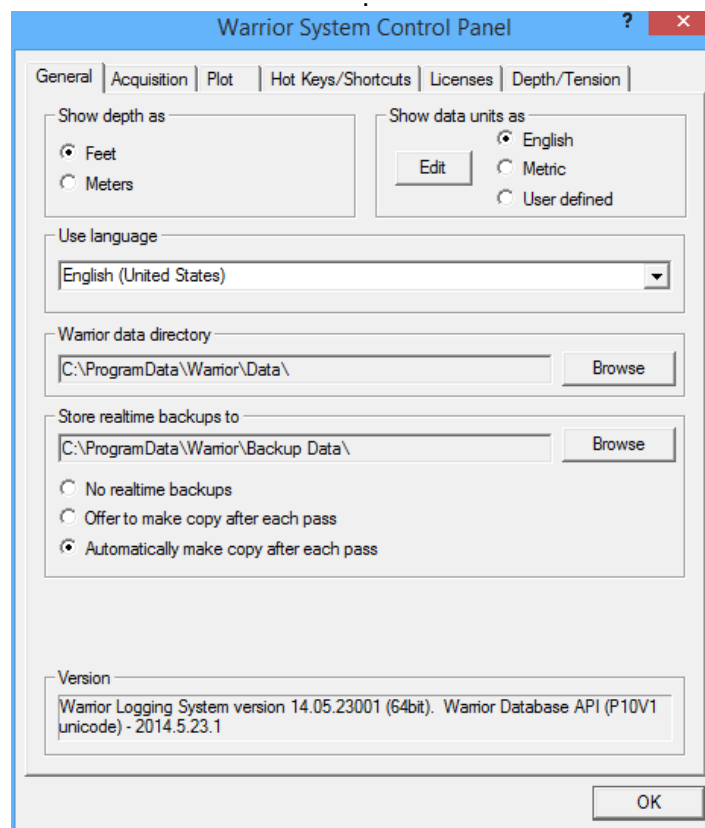 Warrior System Control Panel ? ×
General Acquisition Plot Hot Keys/Shortcuts Licenses Depth/Tension
Show depth as
Feet
Meters
Show data units as
Edit
English
Metric
User defined
Use language
English (United States)
Warrior data directory
C:\ProgramData\Warrior\Data\ Browse
Store realtime backups to
C:\ProgramData\Warrior\Backup Data\ Browse
No realtime backups
Offer to make copy after each pass
Automatically make copy after each pass
Version
Warrior Logging System version 14.05.23001 (64bit). Warrior Database API (P10V1
unicode) - 2014.5.23.1
OK